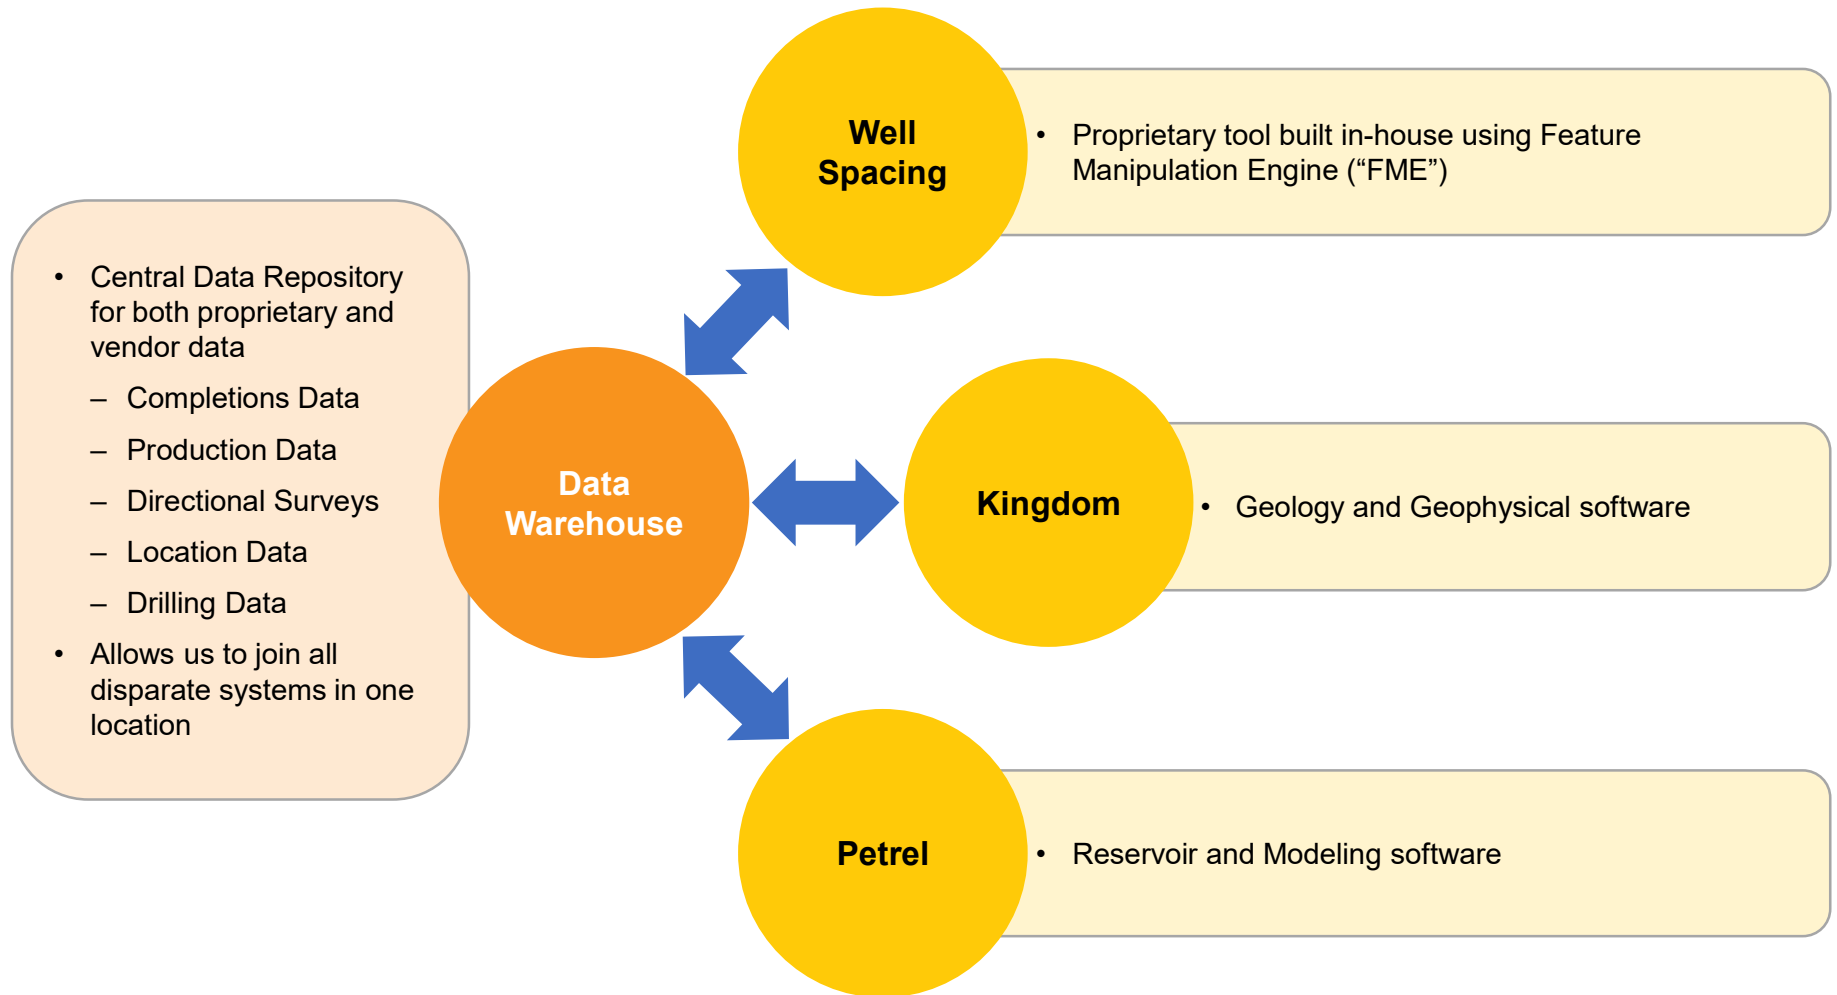 • Central Data Repository
for both proprietary and
vendor data
– Completions Data
– Production Data
– Directional Surveys
– Location Data
– Drilling Data
• Allows us to join all
disparate systems in one
location
Data
Warehouse
Well
Spacing
• Proprietary tool built in-house using Feature
Manipulation Engine (“FME”)
Kingdom
• Geology and Geophysical software
Petrel
• Reservoir and Modeling software